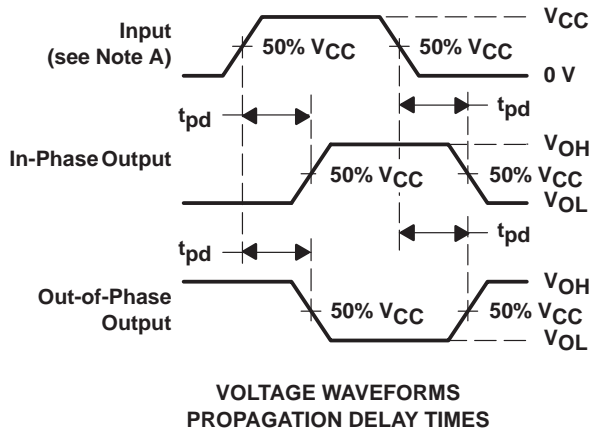 VCC
Input
(see Note A)
50% VCC
50% VCC
0 V
tpd
tpd
In-Phase Output
VOH
50% VCC
50% VCC
VOL
tpd
tpd
Out-of-Phase
Output
VOH
50% VCC
50% VCC
VOL
VOLTAGE WAVEFORMS
PROPAGATION DELAY TIMES